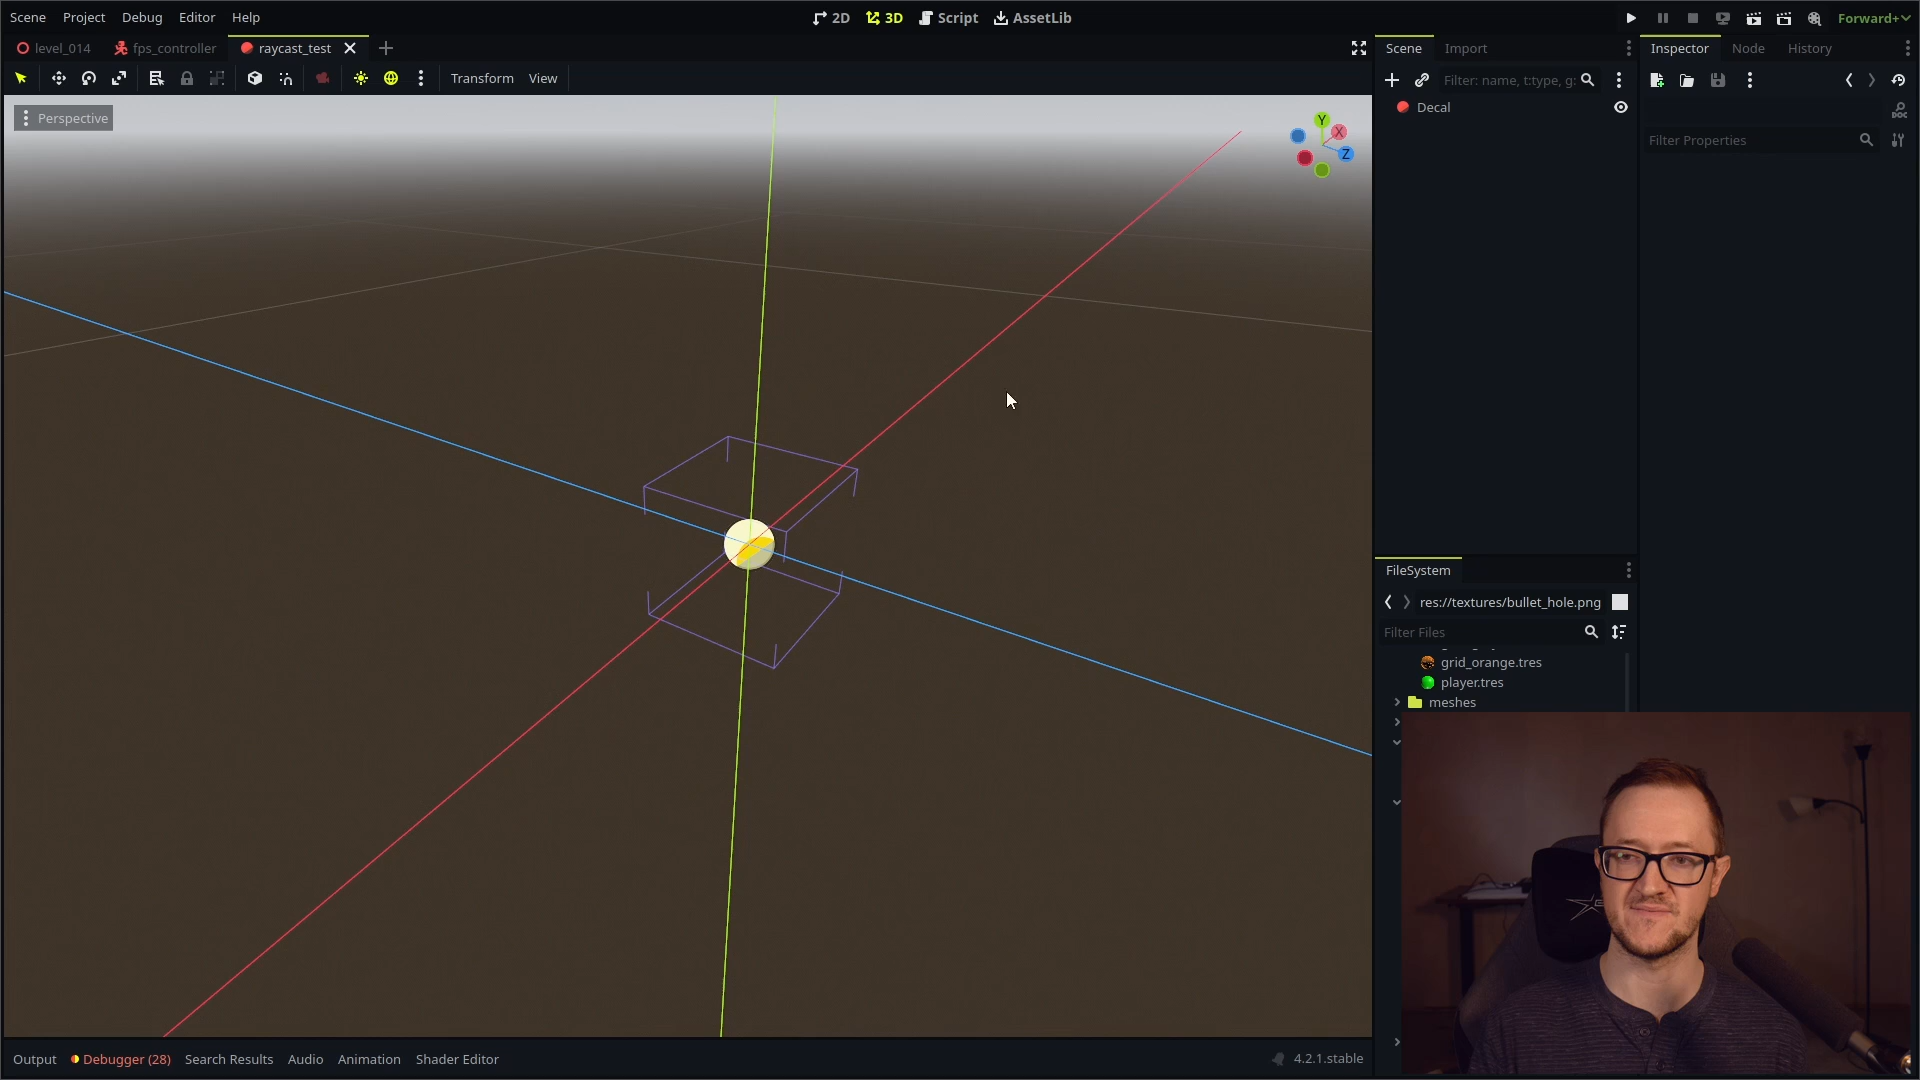 Scene Project Debug Editor Help
2D 3D Script AssetLib
Forward+
level_014 fps_controller raycast_test
Transform View
Perspective
Y
X
Z
Scene Import
Filter: name, t:type, g:
Decal
Inspector Node History
DOC
Filter Properties
FileSystem
res://textures/bullet_hole.png
Filter Files
grid_orange.tres
player.tres
meshes
Output Debugger (28) Search Results Audio Animation Shader Editor
4.2.1.stable